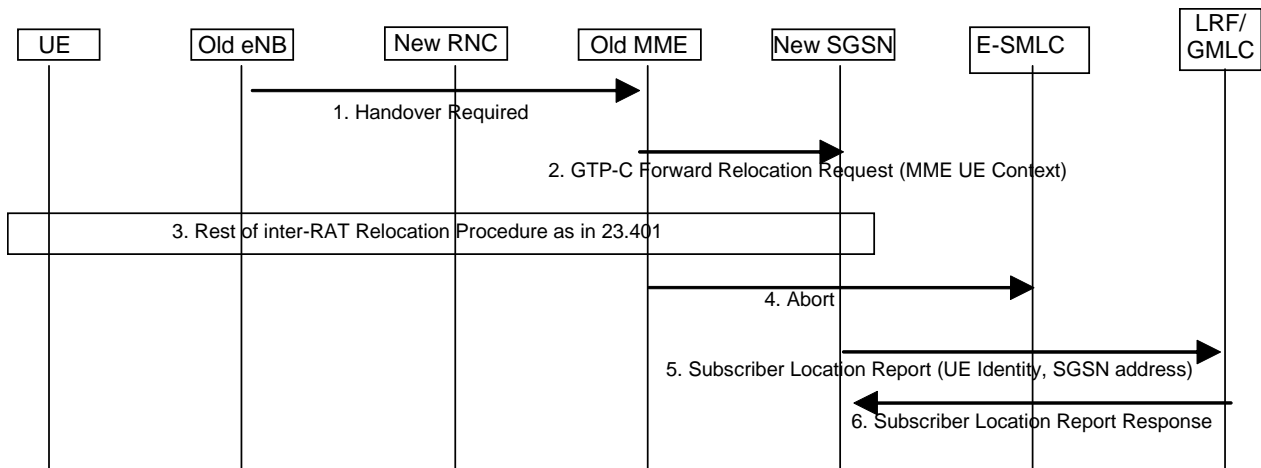 UE
Old eNB
New RNC
Old MME
New SGSN
E-SMLC
LRF/
GMLC
1. Handover Required
2. GTP-C Forward Relocation Request (MME UE Context)
3. Rest of inter-RAT Relocation Procedure as in 23.401
4. Abort
5. Subscriber Location Report (UE Identity, SGSN address)
6. Subscriber Location Report Response